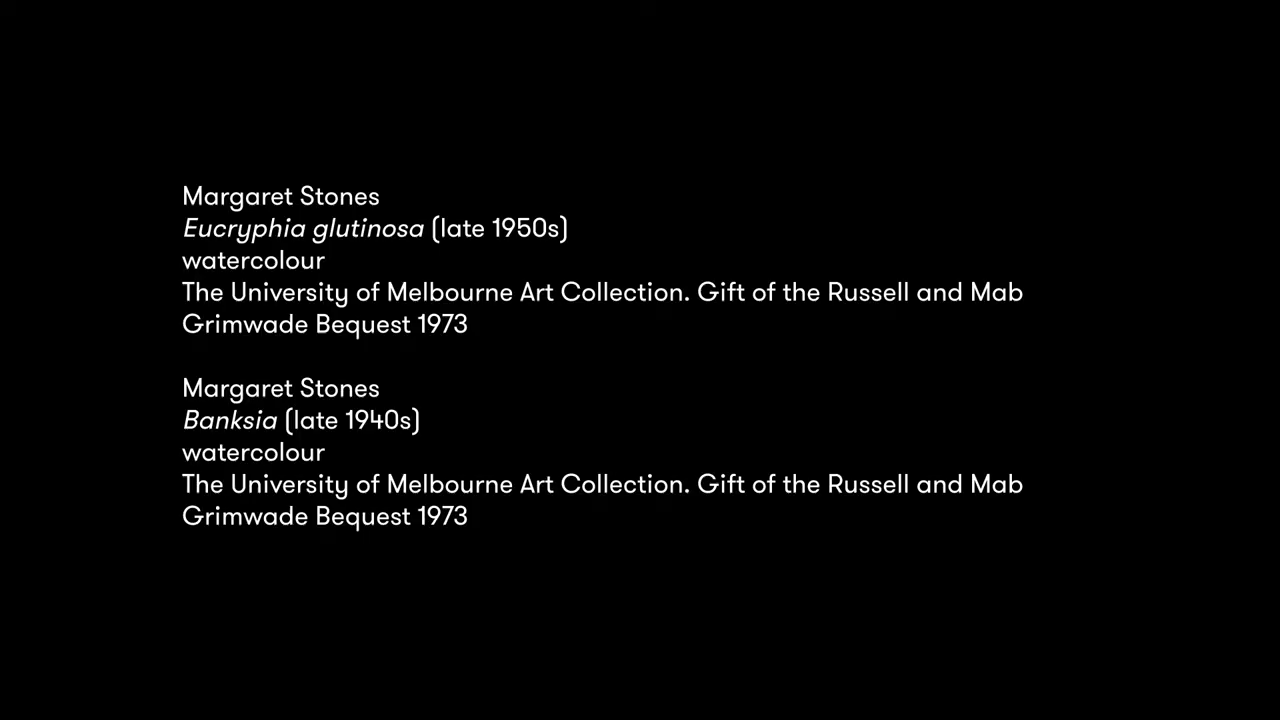 Margaret Stones
Eucryphia glutinosa (late 1950s)
watercolour
The University of Melbourne Art Collection. Gift of the Russell and Mab
Grimwade Bequest 1973
Margaret Stones
Banksia (late 1940s)
watercolour
The University of Melbourne Art Collection. Gift of the Russell and Mab
Grimwade Bequest 1973